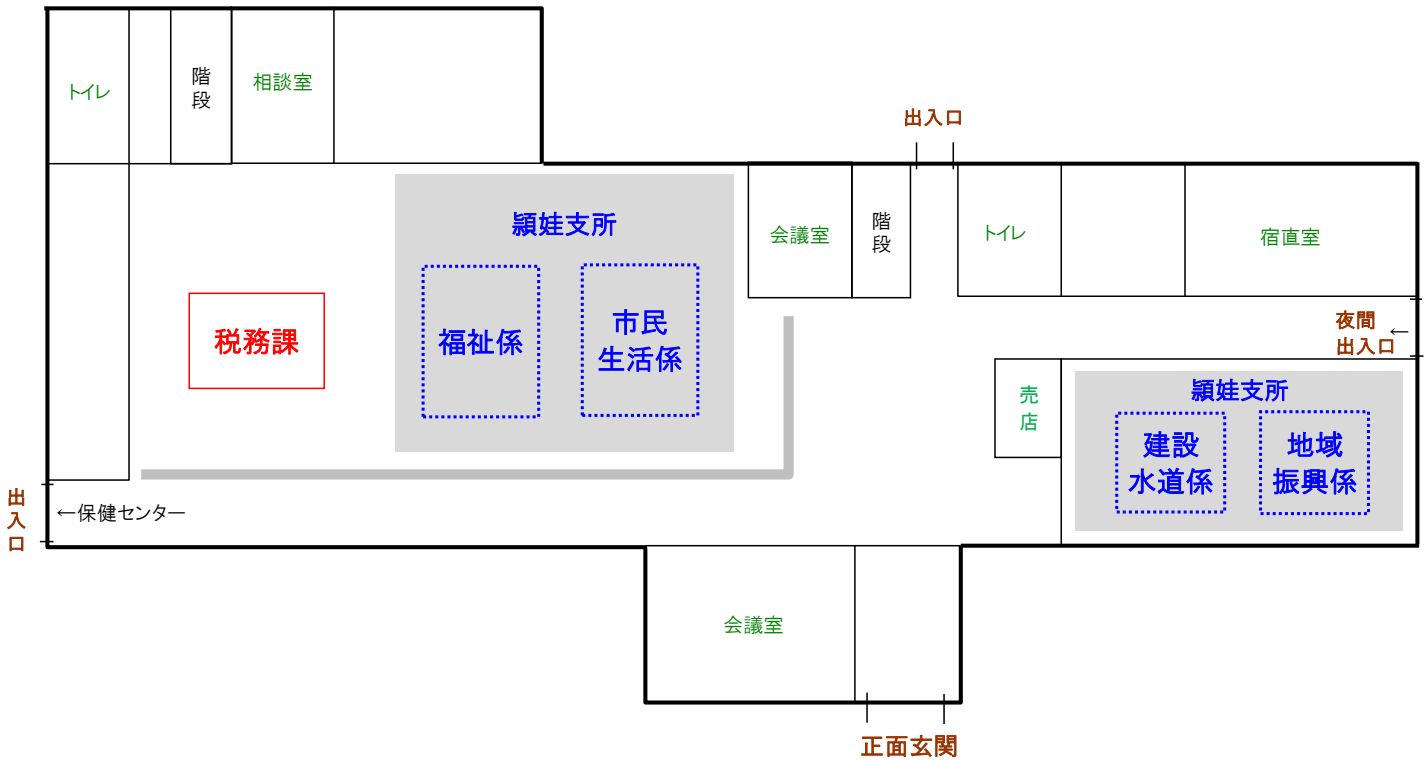 トイレ
階
段
相談室
出入口
頴娃支所
福祉係
市民
生活係
税務課
会議室
階
段
トイレ
宿直室
夜間
出入口
←
売
店
頴娃支所
建設
水道係
地域
振興係
出
入
口
←保健センター
会議室
正面玄関